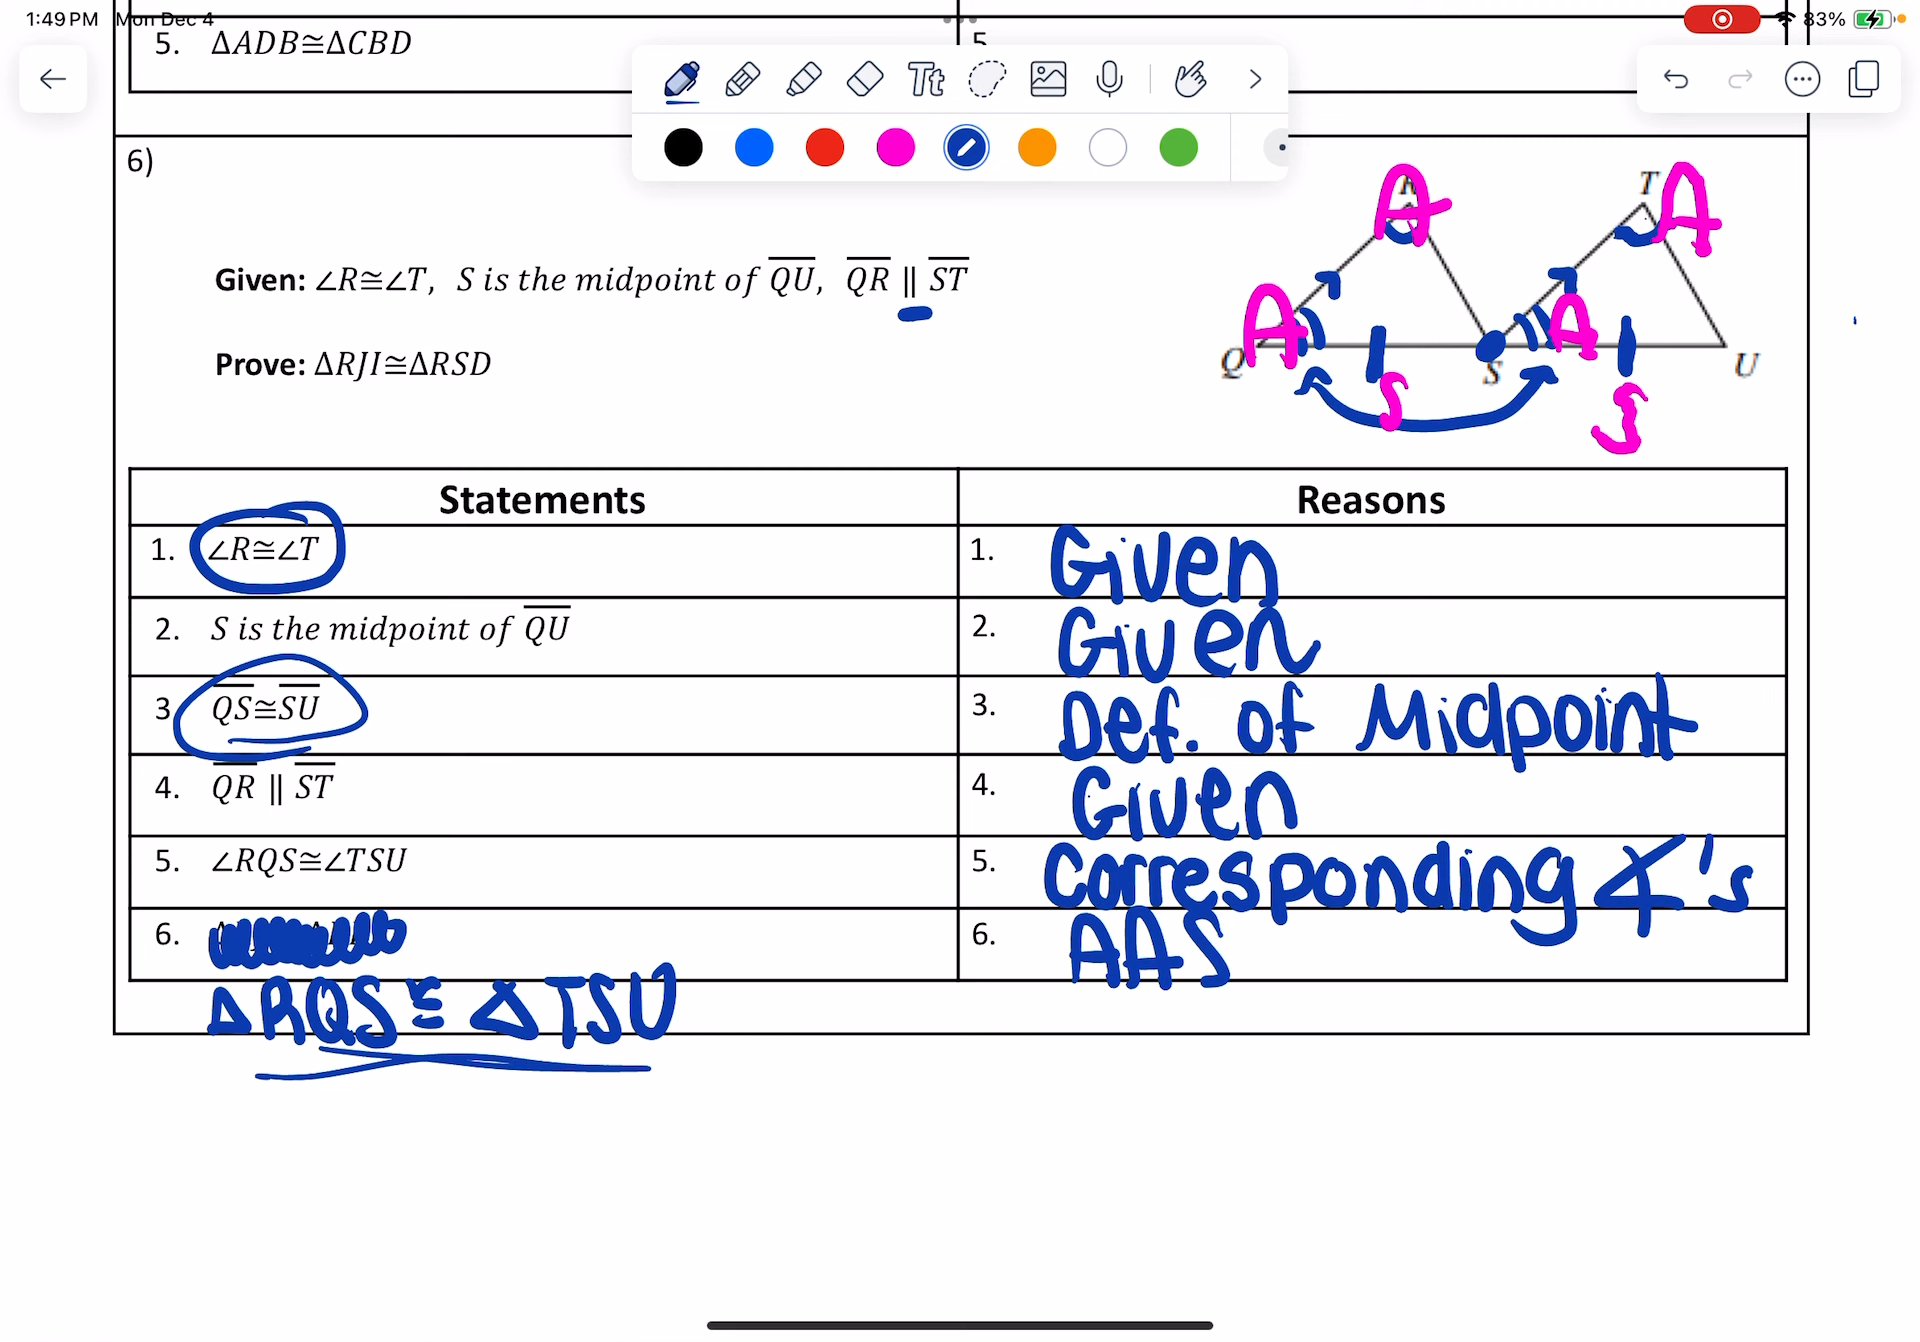 1:49 PM Mon Dec 4
83%
5. ΔADB≅ΔCBD
5
Tt
6)
R
T
A
A
Given: ∠R≅∠T, S is the midpoint of QU, QR ∥ ST
A
A
Prove: ΔRJI≅ΔRSD
Q
S
U
S
S
Statements
Reasons
1. ∠R≅∠T
1. Given
2. S is the midpoint of QU
2. Given
3 QS≅SU
3. Def. of Midpoint
4. QR ∥ ST
4. Given
5. ∠RQS≅∠TSU
5. Corresponding ∡'s
6.
6. AAS
ΔRQS ≅ ΔTSU